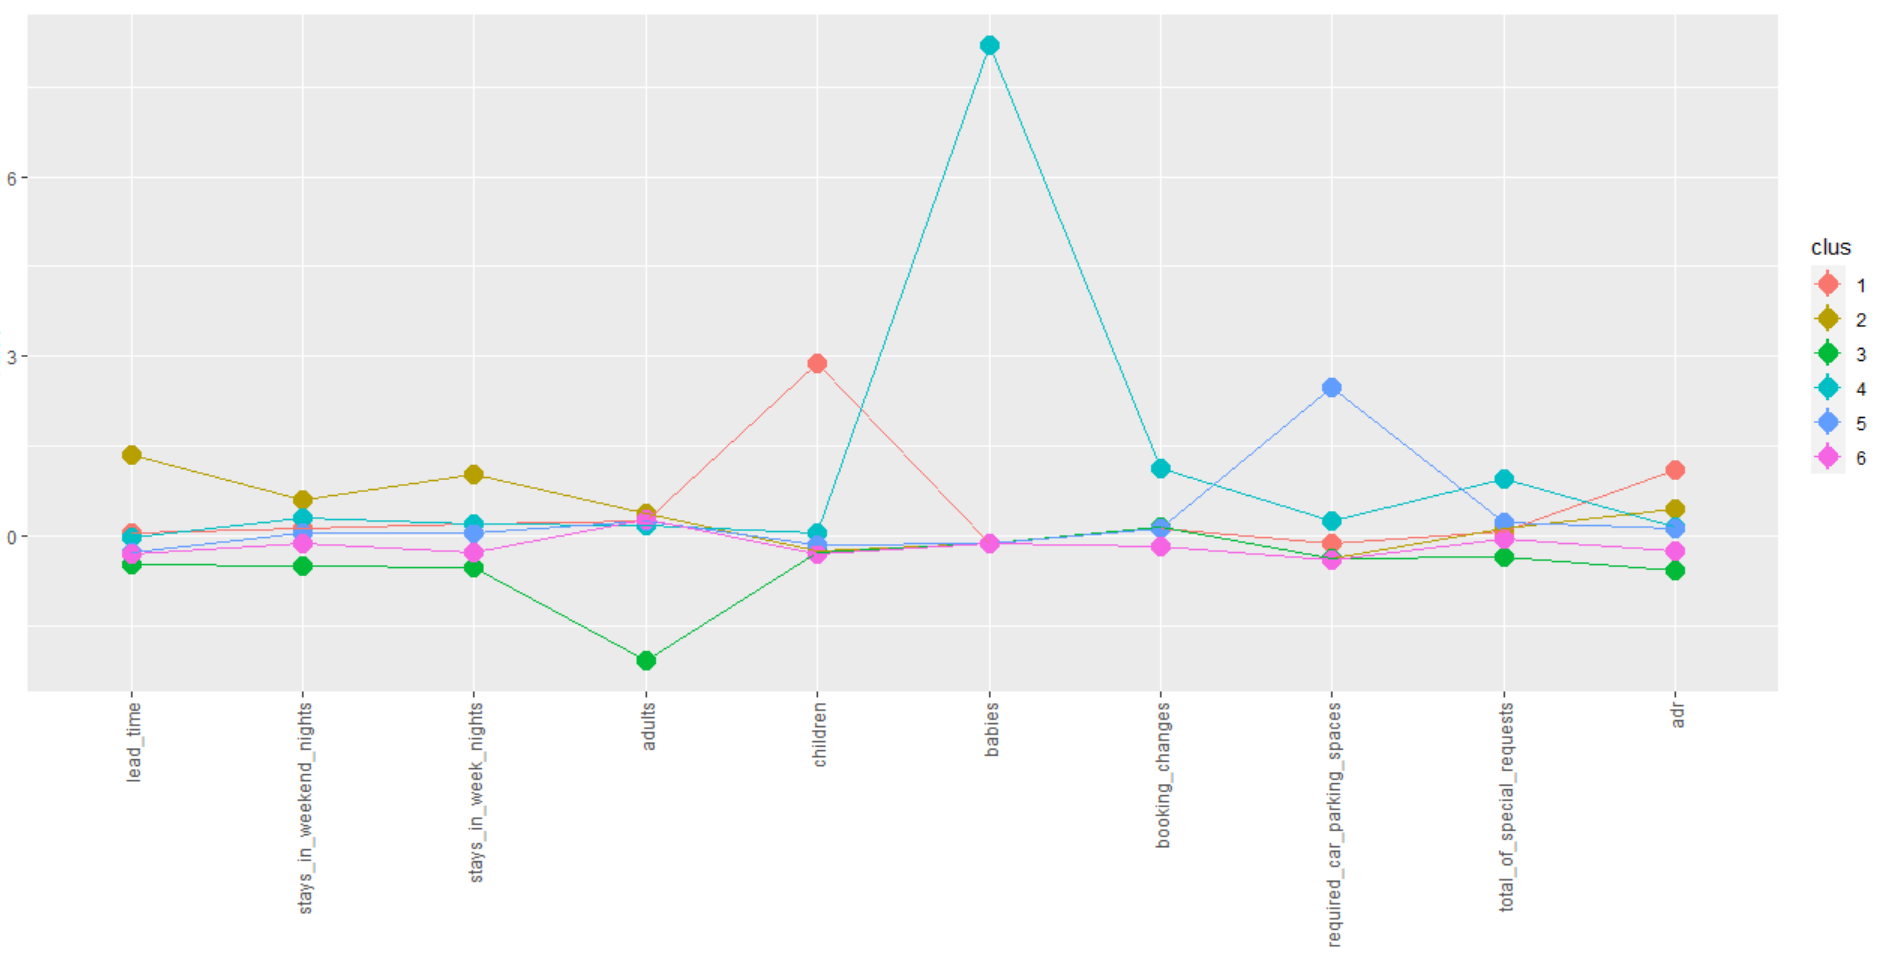 6
3
0
lead_time
stays_in_weekend_nights
stays_in_week_nights
adults
children
babies
booking_changes
required_car_parking_spaces
total_of_special_requests
adr
clus
1
2
3
4
5
6